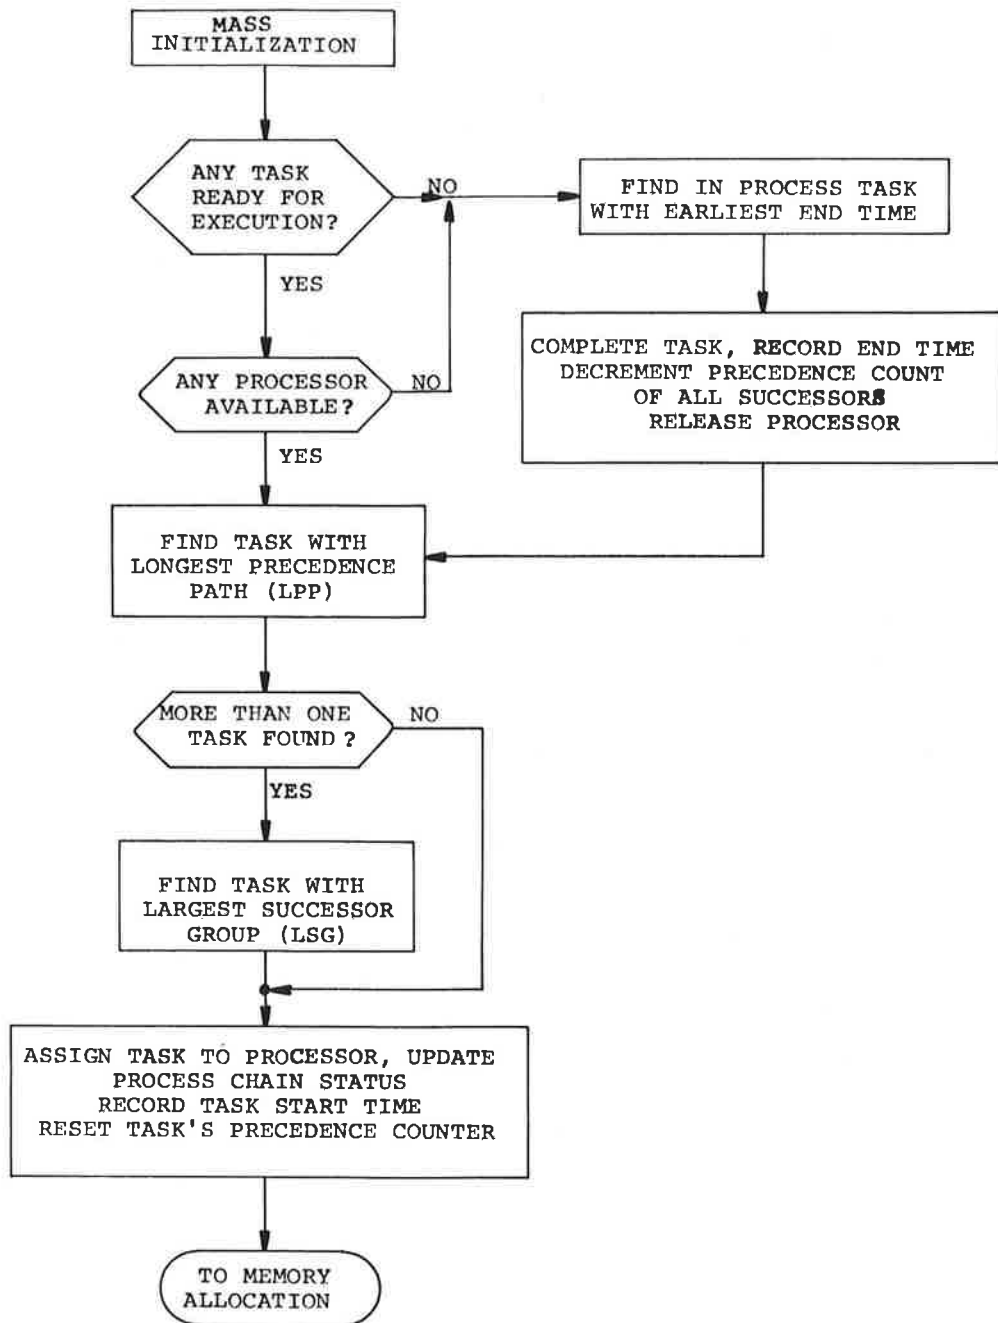 MASS
INITIALIZATION
ANY TASK
READY FOR
EXECUTION?
NO
FIND IN PROCESS TASK
WITH EARLIEST END TIME
YES
COMPLETE TASK, RECORD END TIME
DECREMENT PRECEDENCE COUNT
OF ALL SUCCESSORS
RELEASE PROCESSOR
ANY PROCESSOR
AVAILABLE?
NO
YES
FIND TASK WITH
LONGEST PRECEDENCE
PATH (LPP)
MORE THAN ONE
TASK FOUND?
NO
YES
FIND TASK WITH
LARGEST SUCCESSOR
GROUP (LSG)
ASSIGN TASK TO PROCESSOR, UPDATE
PROCESS CHAIN STATUS
RECORD TASK START TIME
RESET TASK'S PRECEDENCE COUNTER
TO MEMORY
ALLOCATION